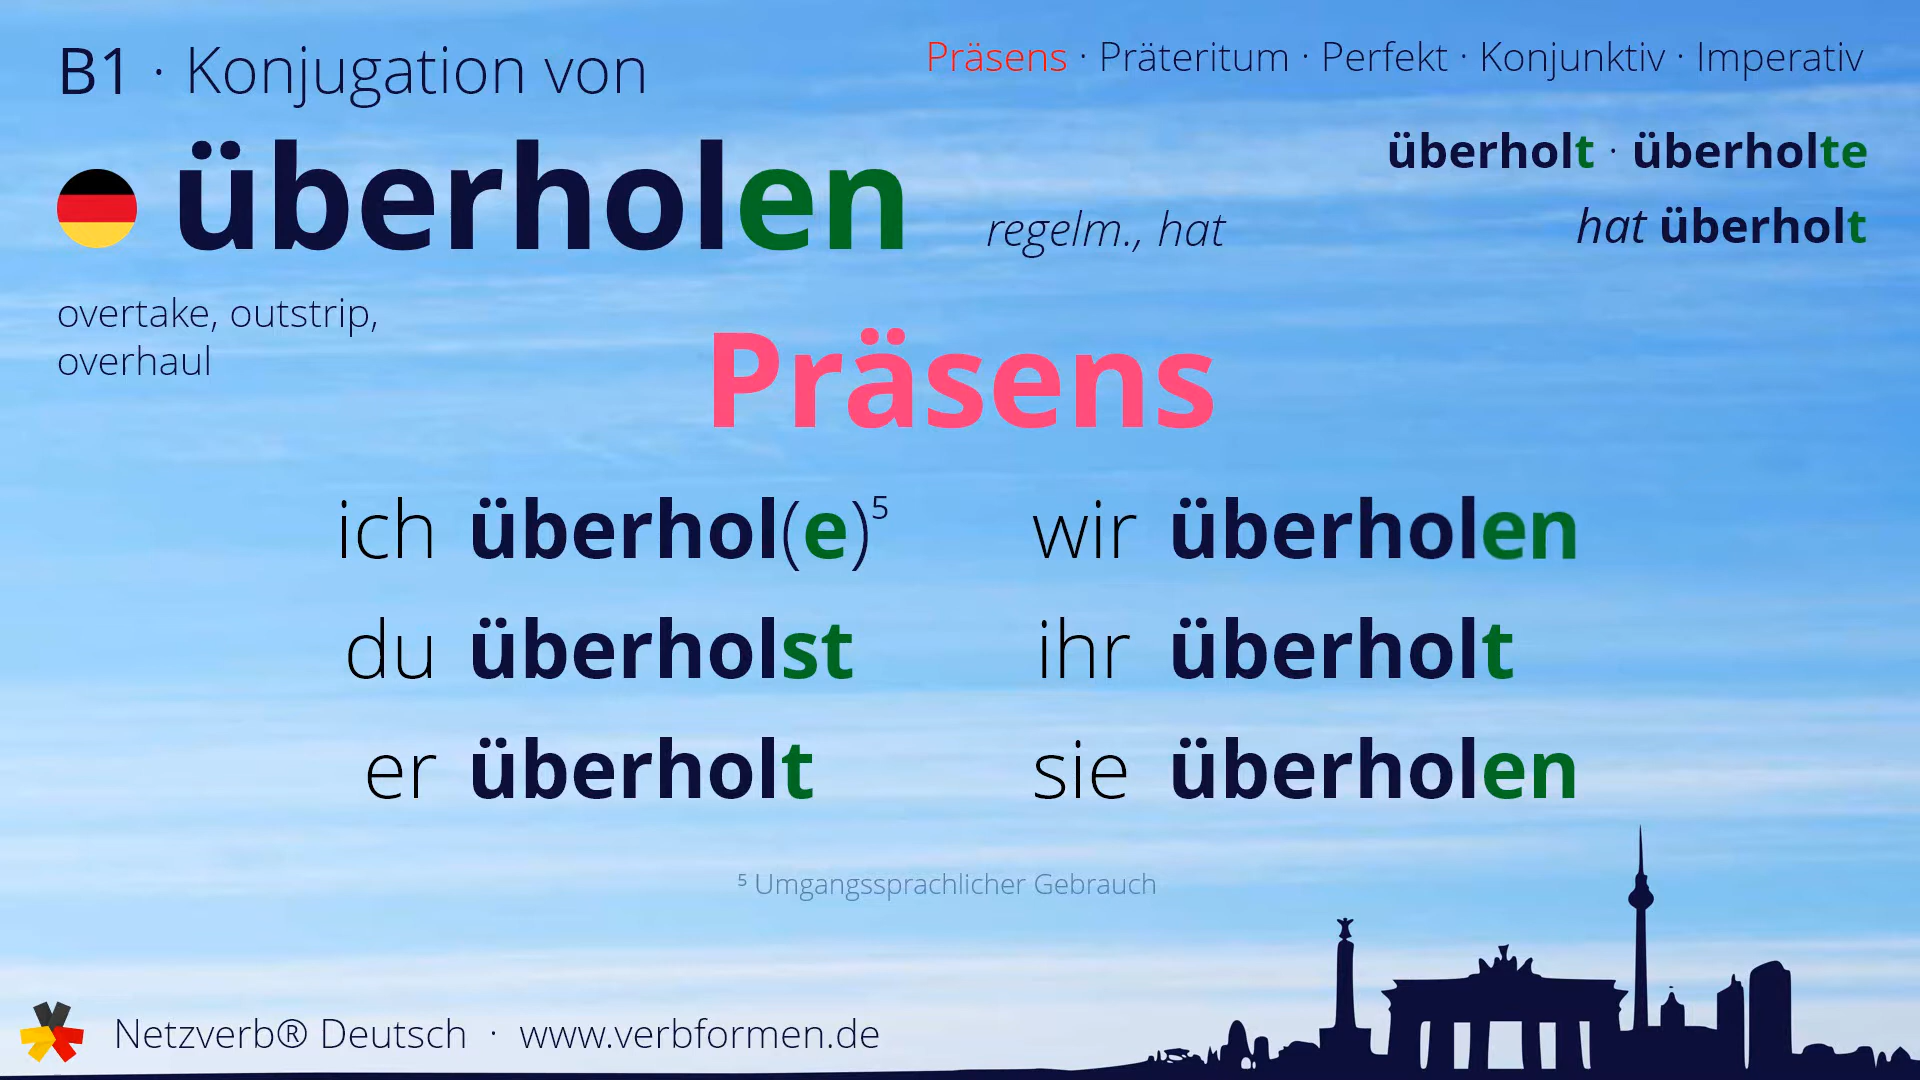 B1 · Konjugation von
Präsens · Präteritum · Perfekt · Konjunktiv · Imperativ
überholen
regelm., hat
überholt · überholte
hat überholt
overtake, outstrip,
overhaul
Präsens
ich überhol(e)⁵
du überholst
er überholt
wir überholen
ihr überholt
sie überholen
⁵ Umgangssprachlicher Gebrauch
Netzverb® Deutsch · www.verbformen.de